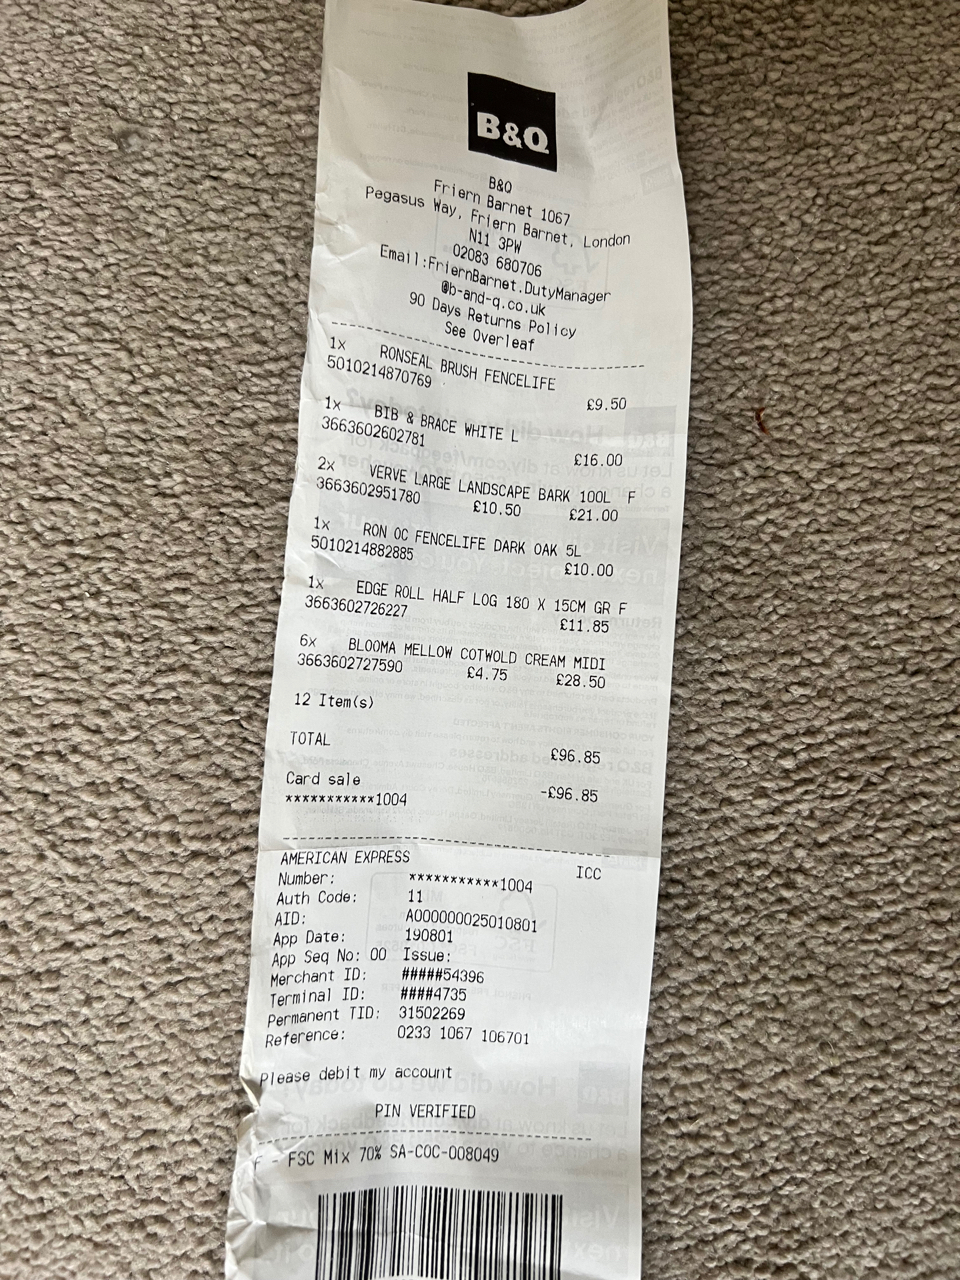 B&Q
B&Q
Friern Barnet 1067
Pegasus Way, Friern Barnet, London
N11 3PW
02083 680706
Email:FriernBarnet.DutyManager
@b-and-q.co.uk
90 Days Returns Policy
See Overleaf
1x RONSEAL BRUSH FENCELIFE
5010214870769 £9.50
1x BIB & BRACE WHITE L
3663602602781 £16.00
2x VERVE LARGE LANDSCAPE BARK 100L F
3663602951780 £10.50 £21.00
1x RON OC FENCELIFE DARK OAK 5L
5010214882885 £10.00
1x EDGE ROLL HALF LOG 180 X 15CM GR F
3663602726227 £11.85
6x BLOOMA MELLOW COTWOLD CREAM MIDI
3663602727590 £4.75 £28.50
12 Item(s)
TOTAL £96.85
Card sale -£96.85
***********1004
AMERICAN EXPRESS ICC
Number: ***********1004
Auth Code: 11
AID: A000000025010801
App Date: 190801
App Seq No: 00 Issue:
Merchant ID: #####54396
Terminal ID: ####4735
Permanent TID: 31502269
Reference: 0233 1067 106701
Please debit my account
PIN VERIFIED
F - FSC Mix 70% SA-COC-008049